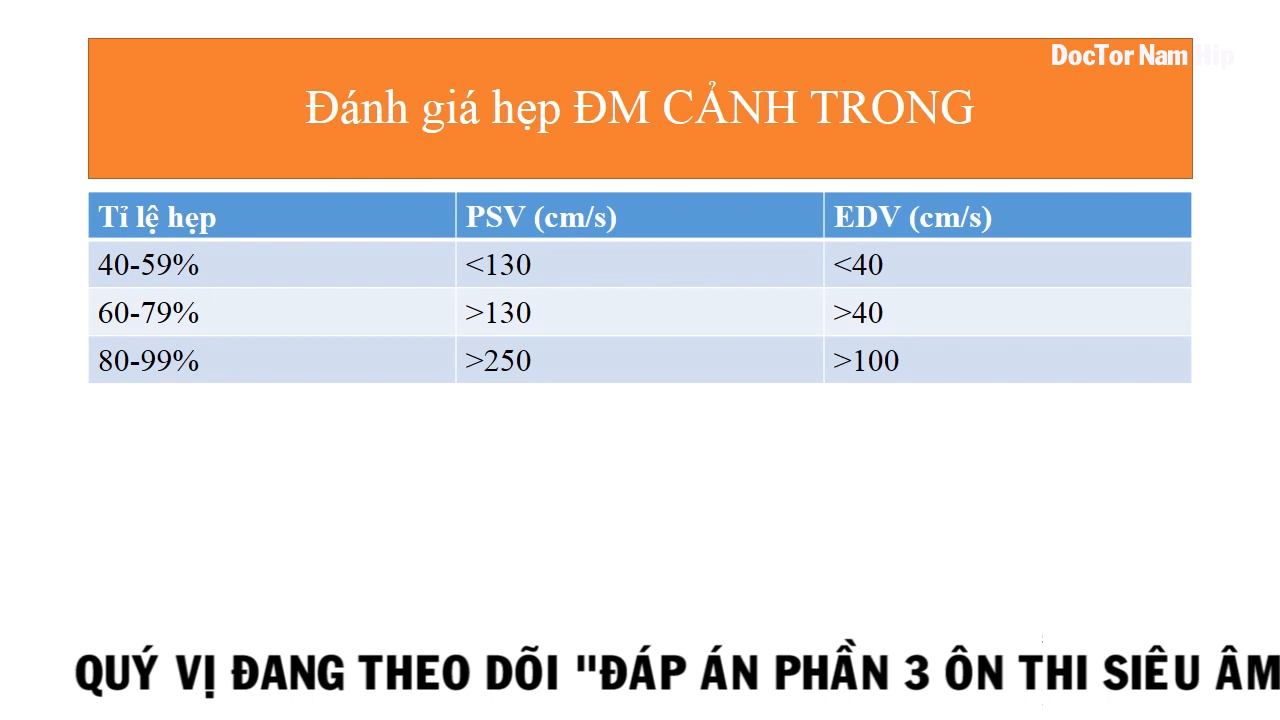 DocTor Nam Hip
Đánh giá hẹp ĐM CẢNH TRONG
Tỉ lệ hẹp PSV (cm/s) EDV (cm/s)
40-59% <130 <40
60-79% >130 >40
80-99% >250 >100
QUÝ VỊ ĐANG THEO DÕI "ĐÁP ÁN PHẦN 3 ÔN THI SIÊU ÂM